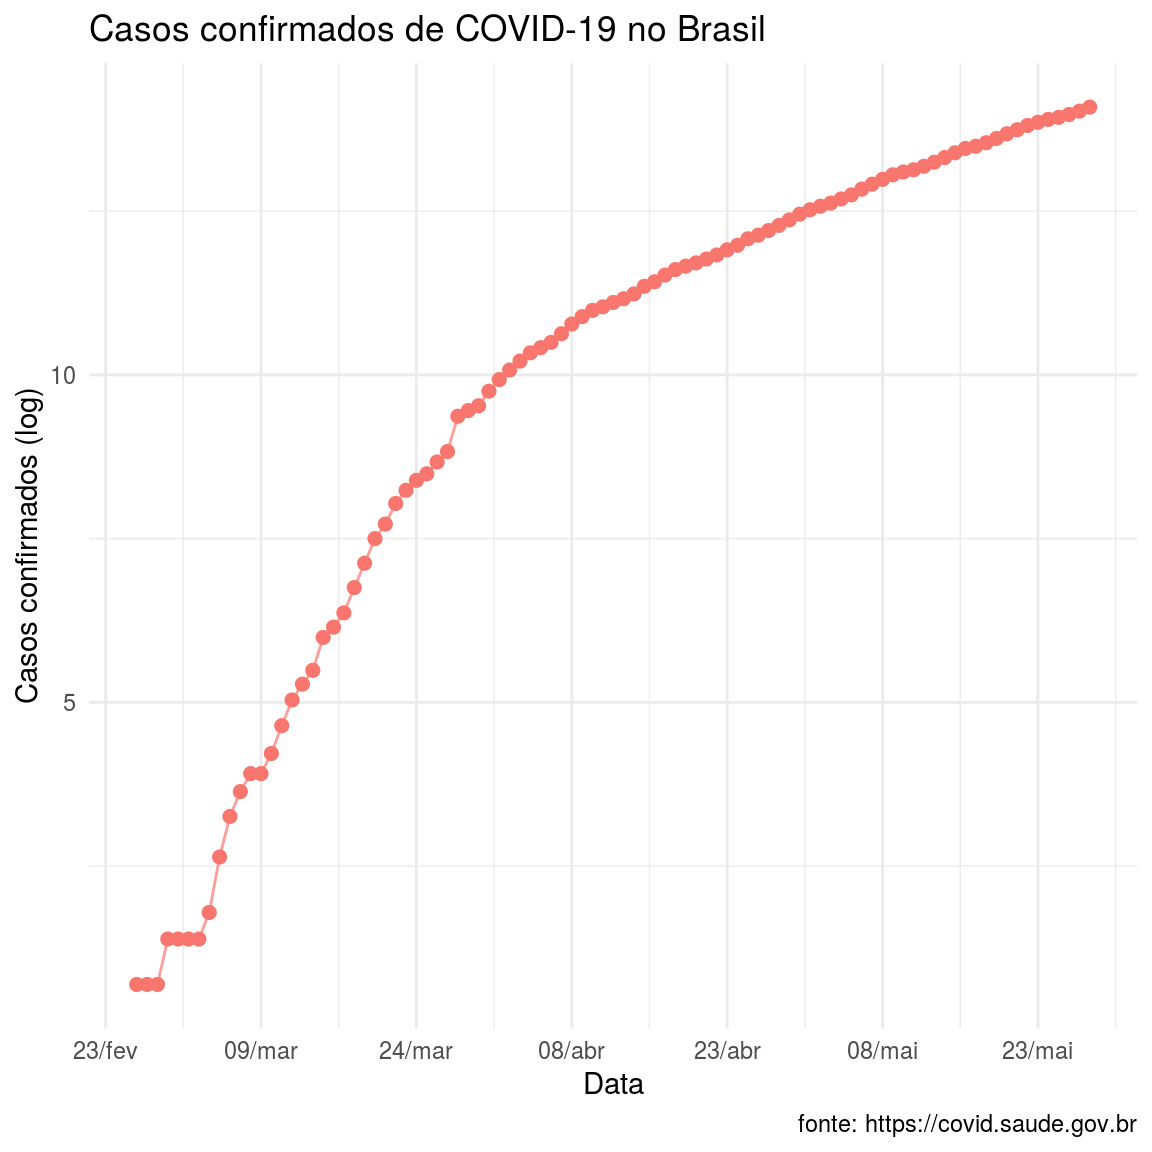 Casos confirmados de COVID-19 no Brasil
Casos confirmados (log)
10
5
23/fev 09/mar 24/mar 08/abr 23/abr 08/mai 23/mai
Data
fonte: https://covid.saude.gov.br